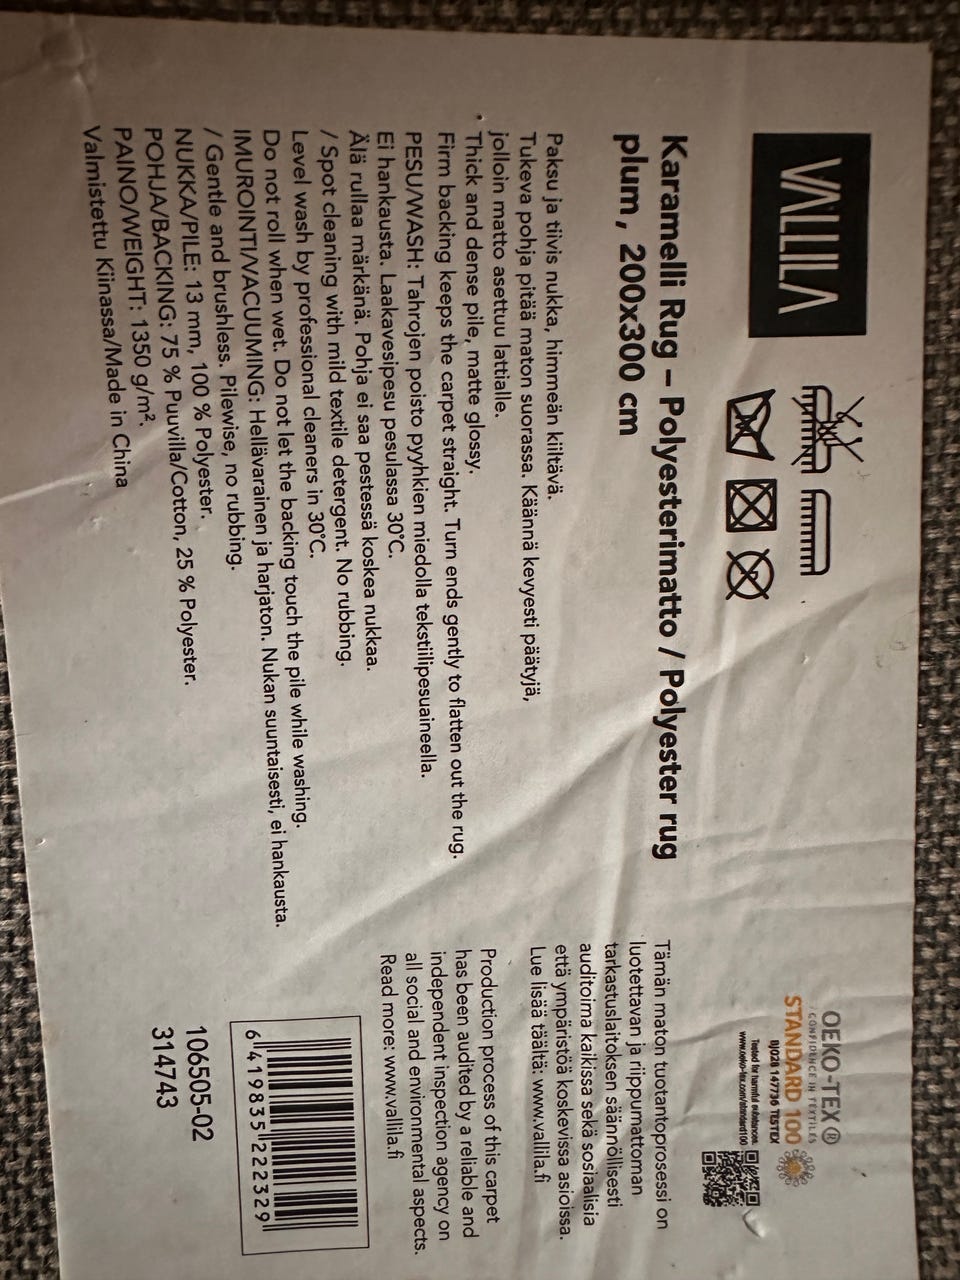 VALLILA
Karamelli Rug – Polyesterimatto / Polyester rug
plum, 200x300 cm
Paksu ja tiivis nukka, himmeän kiiltävä.
Tukeva pohja pitää maton suorassa. Käännä kevyesti päätyjä,
jolloin matto asettuu lattialle.
Thick and dense pile, matte glossy.
Firm backing keeps the carpet straight. Turn ends gently to flatten out the rug.
PESU/WASH: Tahrojen poisto pyyhkien miedolla tekstiilipesuaineella.
Ei hankausta. Laakavesipesu pesulassa 30°C.
Älä rullaa märkänä. Pohja ei saa pestessä koskea nukkaa.
/ Spot cleaning with mild textile detergent. No rubbing.
Level wash by professional cleaners in 30°C.
Do not roll when wet. Do not let the backing touch the pile while washing.
IMUROINTI/VACUUMING: Hellävarainen ja harjaton. Nukan suuntaisesti, ei hankausta.
/ Gentle and brushless. Pilewise, no rubbing.
NUKKA/PILE: 13 mm, 100 % Polyester.
POHJA/BACKING: 75 % Puuvilla/Cotton, 25 % Polyester.
PAINO/WEIGHT: 1350 g/m².
Valmistettu Kiinassa/Made in China
OEKO-TEX®
CONFIDENCE IN TEXTILES
STANDARD 100
BJ028 147736 TESTEX
Tested for harmful substances.
www.oeko-tex.com/standard100
Tämän maton tuotantoprosessi on
luotettavan ja riippumattoman
tarkastuslaitoksen säännöllisesti
auditoima kaikissa sekä sosiaalisia
että ympäristöä koskevissa asioissa.
Lue lisää täältä: www.vallila.fi
Production process of this carpet
has been audited by a reliable and
independent inspection agency on
all social and environmental aspects.
Read more: www.vallila.fi
6 419835 222329
106505-02
314743